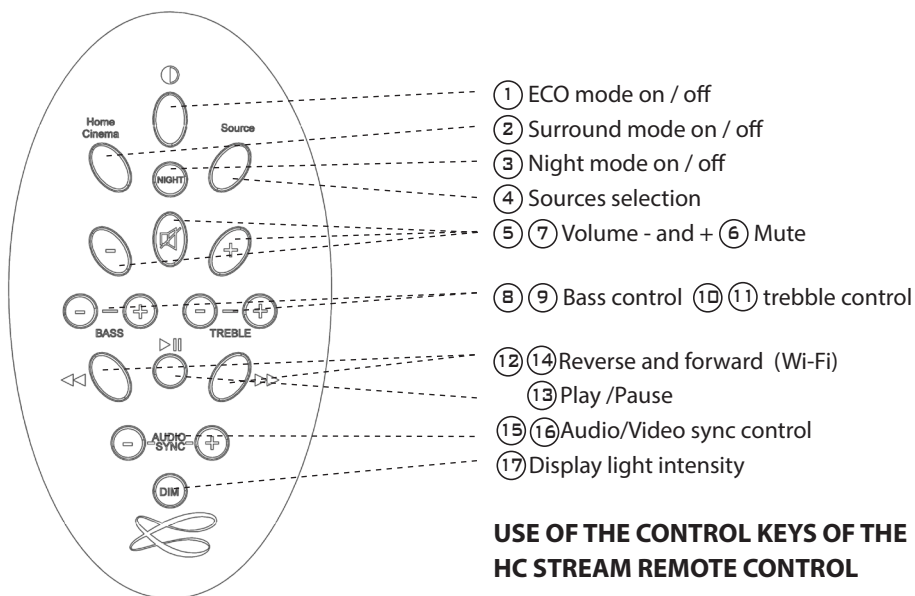 Home
Cinema
Source
NIGHT
-
+
- + - +
BASS TREBLE
- AUDIO +
SYNC
DIM
1 ECO mode on / off
2 Surround mode on / off
3 Night mode on / off
4 Sources selection
5 7 Volume - and + 6 Mute
8 9 Bass control 10 11 trebble control
12 14 Reverse and forward (Wi-Fi)
13 Play /Pause
15 16 Audio/Video sync control
17 Display light intensity
USE OF THE CONTROL KEYS OF THE
HC STREAM REMOTE CONTROL